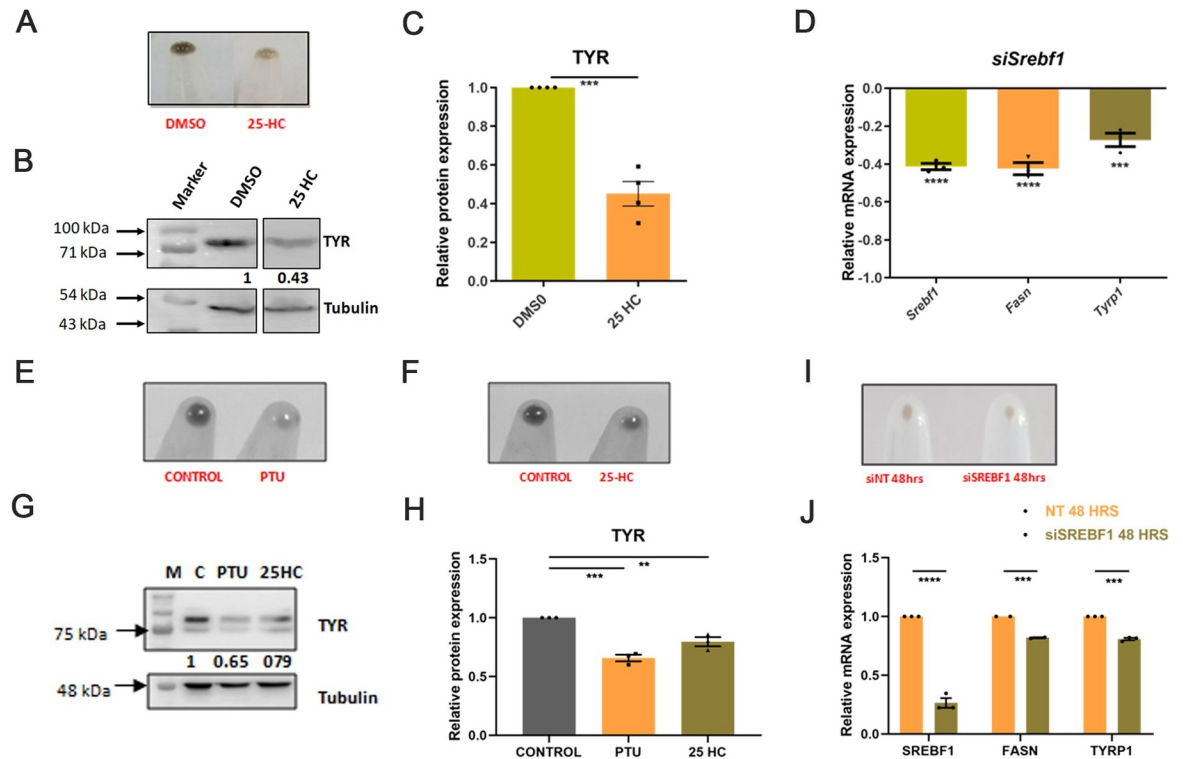 A
DMSO 25-HC
B
Marker
DMSO
25 HC
100 kDa
71 kDa
TYR
1 0.43
54 kDa
43 kDa
Tubulin
C
TYR
***
Relative protein expression
1.0
0.8
0.6
0.4
0.2
0.0
DMS0
25 HC
D
siSrebf1
Relative mRNA expression
0.0
-0.2
-0.4
-0.6
-0.8
-1.0
****
****
***
Srebf1
Fasn
Tyrp1
E
CONTROL PTU
F
CONTROL 25-HC
I
siNT 48hrs siSREBF1 48hrs
G
M C PTU 25HC
75 kDa
TYR
1 0.65 079
48 kDa
Tubulin
H
TYR
**
***
Relative protein expression
1.5
1.0
0.5
0.0
CONTROL PTU 25 HC
J
NT 48 HRS
siSREBF1 48 HRS
Relative mRNA expression
1.5
1.0
0.5
0.0
**** *** ***
SREBF1 FASN TYRP1